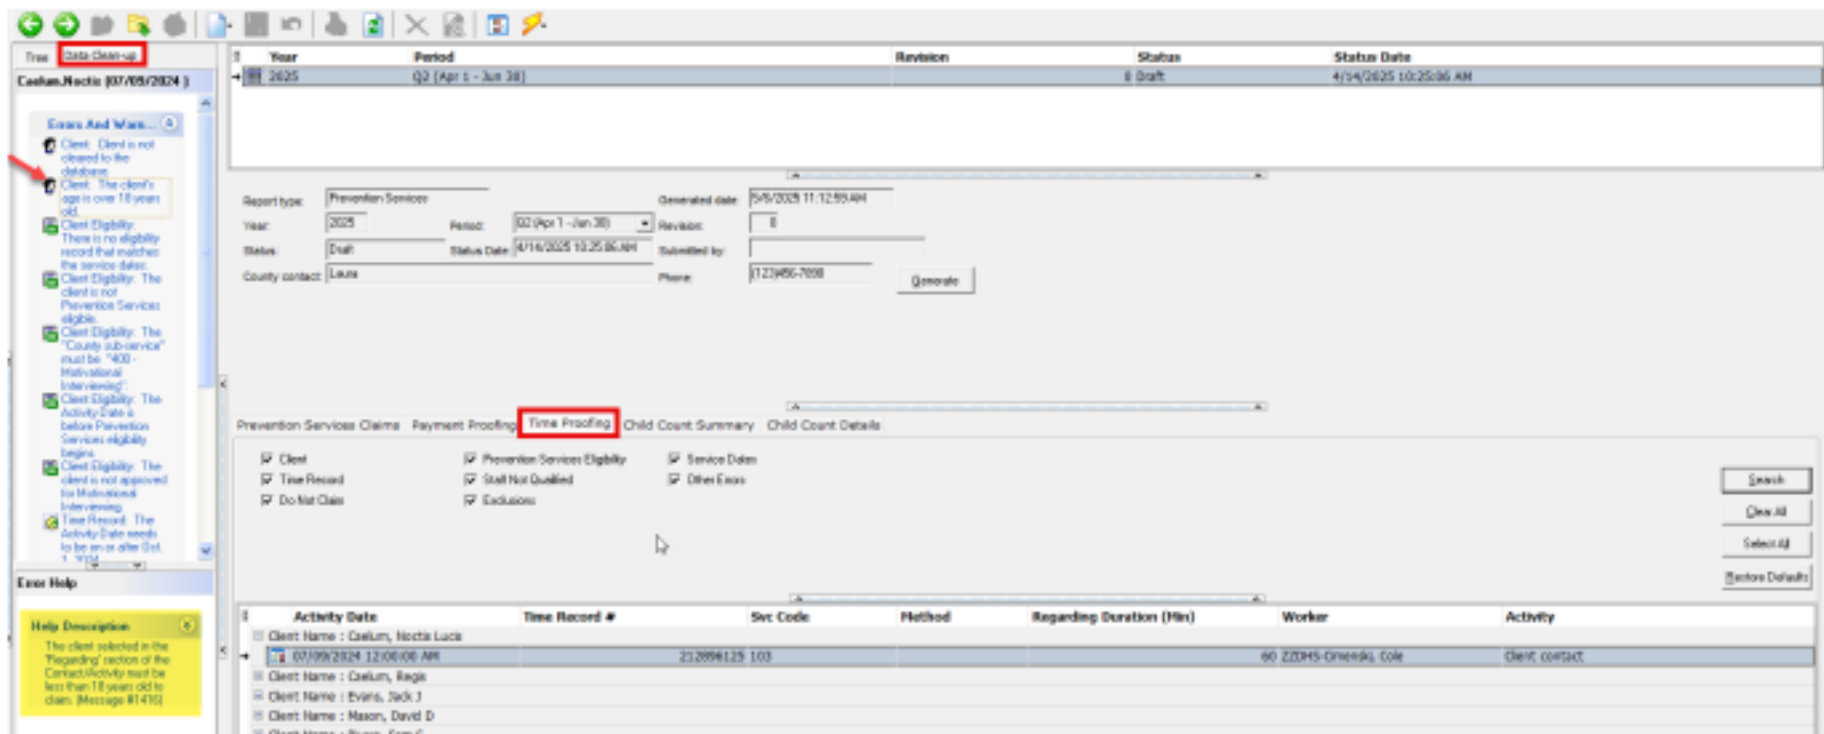 Tree Data Clean-up
Caelum,Noctis (07/09/2024 )
Errors And Warn...
Client: Client is not
cleared to the
database.
Client: The client's
age is over 18 years
old.
Client Eligibility:
There is no eligibility
record that matches
the service dates.
Client Eligibility: The
client is not
Prevention Services
eligible.
Client Eligibility: The
"County sub-service"
must be "400 -
Motivational
Interviewing".
Client Eligibility: The
Activity Date is
before Prevention
Services eligibility
begins.
Client Eligibility: The
client is not approved
for Motivational
Interviewing.
Time Record: The
Activity Date needs
to be on or after Oct.
1, 2024
Error Help
Help Description
The client selected in the
'Regarding' section of the
Contact/Activity must be
less than 18 years old to
claim. (Message #1416)
Year Period Revision Status Status Date
2025 Q2 (Apr 1 - Jun 30) 0 Draft 4/14/2025 10:25:06 AM
Report type: Prevention Services Generated date: 5/5/2025 11:12:59 AM
Year: 2025 Period: Q2 (Apr 1 - Jun 30) Revision: 0
Status: Draft Status Date: 4/14/2025 10:25:06 AM Submitted by:
County contact: Laura Phone: (123)456-7890 Generate
Prevention Services Claims Payment Proofing Time Proofing Child Count Summary Child Count Details
Client Prevention Services Eligibility Service Dates
Time Record Staff Not Qualified Other Errors
Do Not Claim Exclusions
Search
Clear All
Select All
Restore Defaults
Activity Date Time Record # Svc Code Method Regarding Duration (Min) Worker Activity
Client Name : Caelum, Noctis Lucis
07/09/2024 12:00:00 AM 212896125 103 60 ZZDHS-Omenski, Cole Client contact
Client Name : Caelum, Regis
Client Name : Evans, Jack J
Client Name : Mason, David D